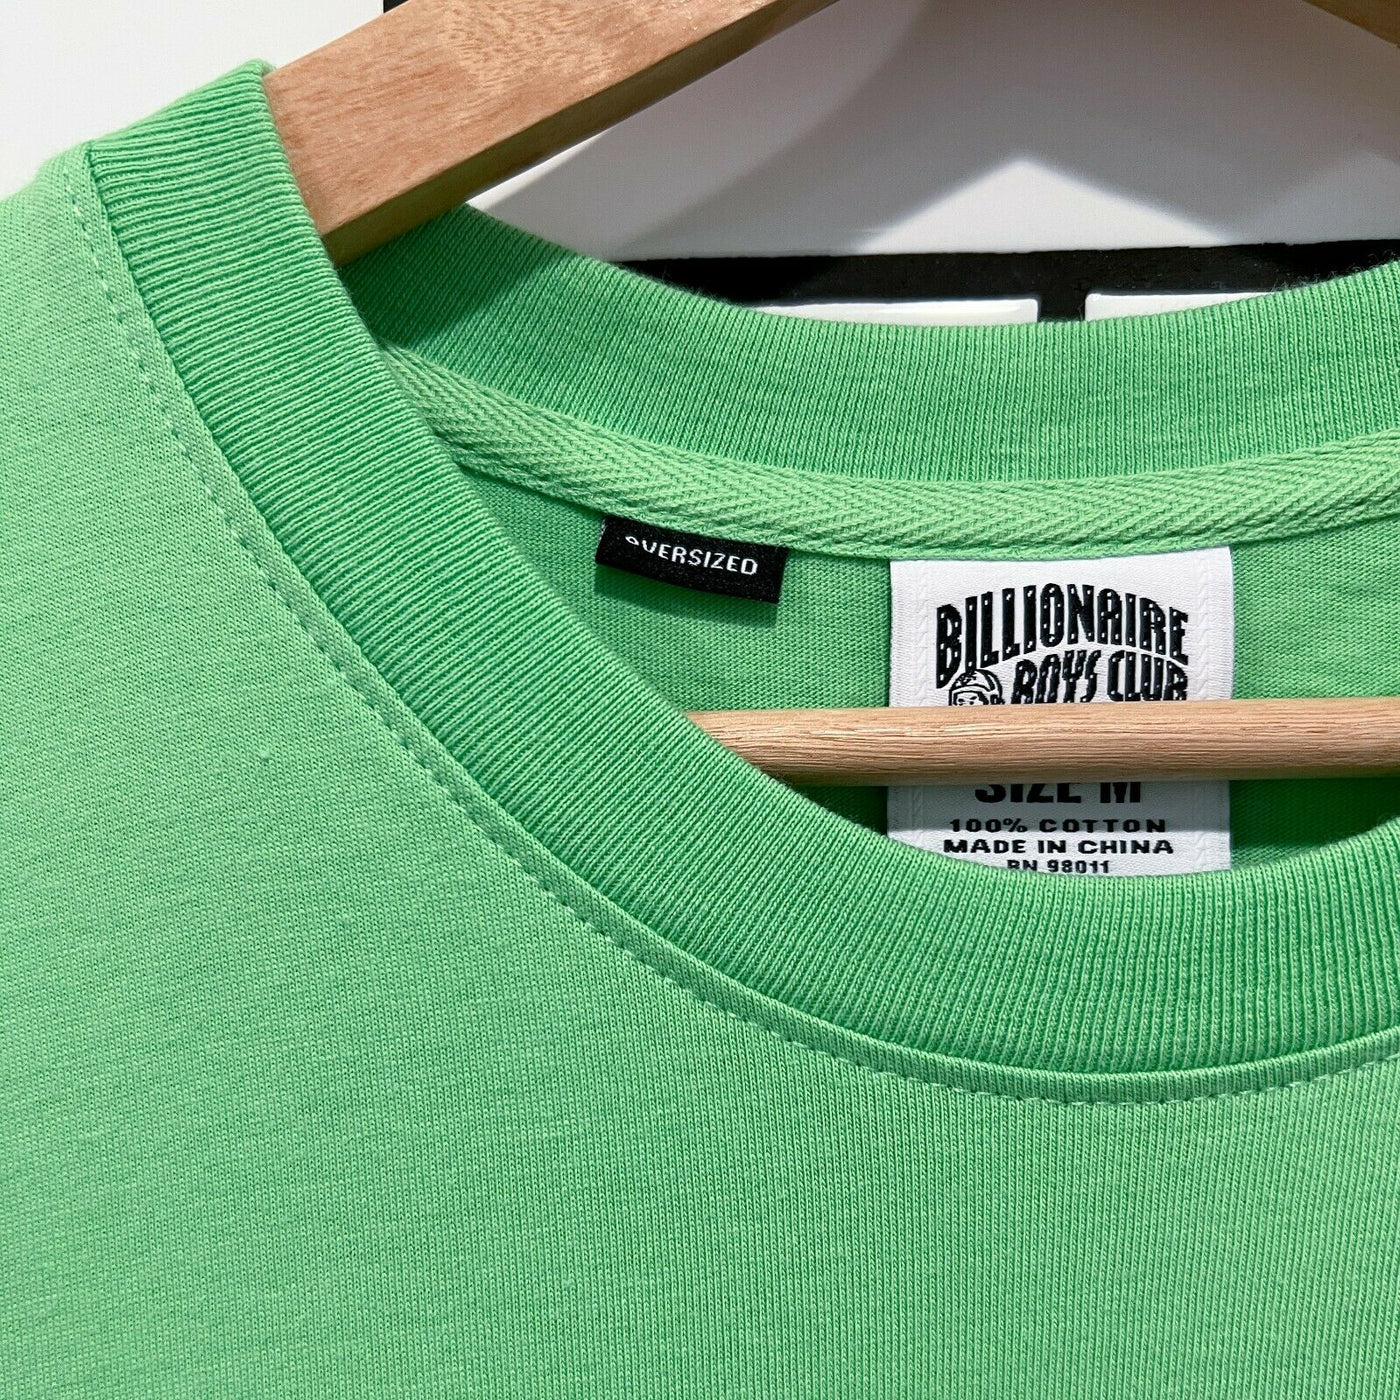 OVERSIZED
BILLIONAIRE
BOYS CLUB
SIZE M
100% COTTON
MADE IN CHINA
RN 98011